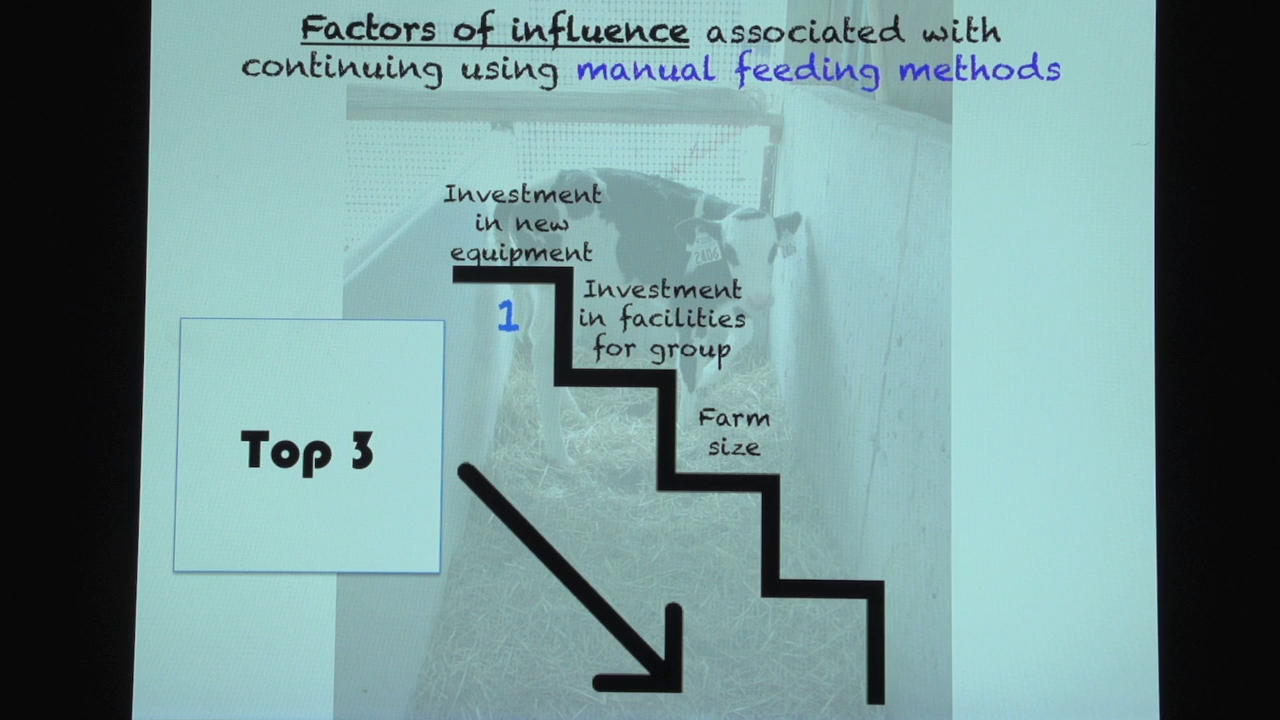 Factors of influence associated with
continuing using manual feeding methods
Investment
in new
equipment
1
Investment
in facilities
for group
Farm
size
Top 3